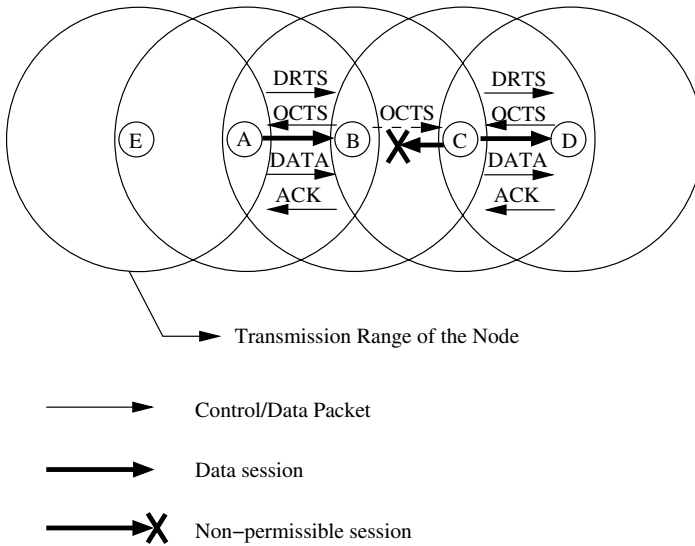 DRTS DRTS
OCTS OCTS OCTS
E A B C D
DATA DATA
ACK ACK
Transmission Range of the Node
Control/Data Packet
Data session
Non−permissible session